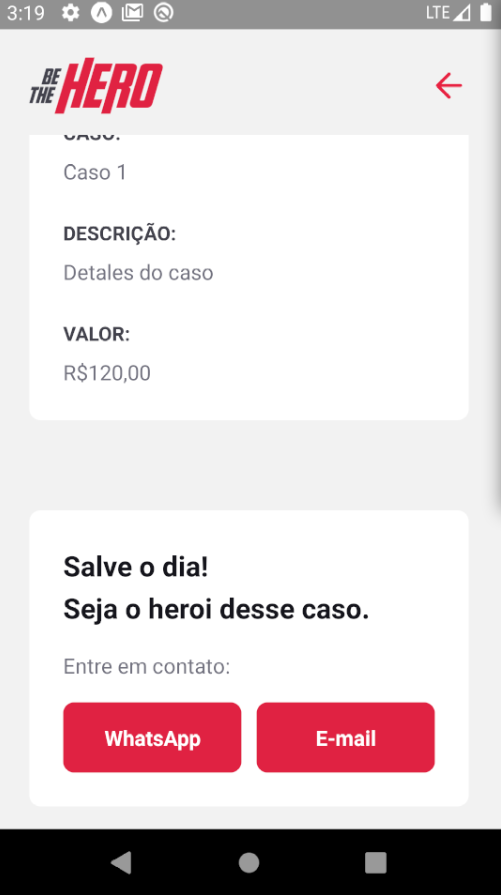 3:19
LTE
BE
THE HERO
CASO:
Caso 1
DESCRIÇÃO:
Detales do caso
VALOR:
R$120,00
Salve o dia!
Seja o heroi desse caso.
Entre em contato:
WhatsApp
E-mail